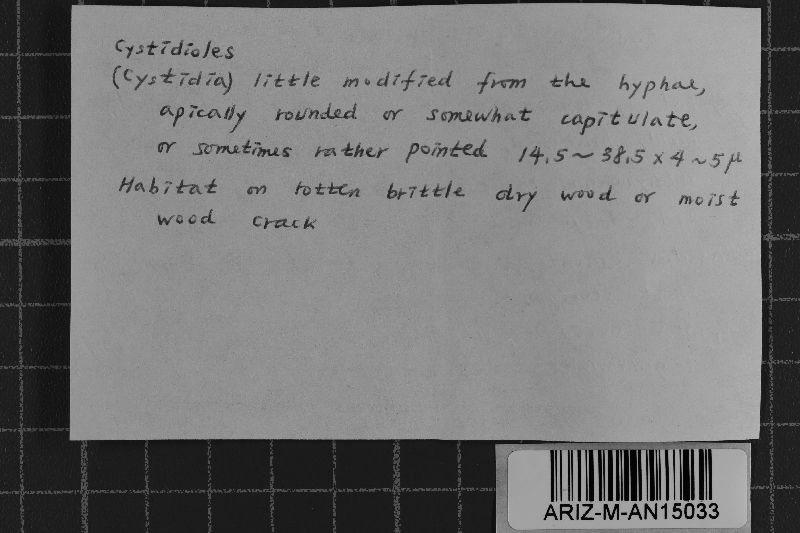 Cystidioles
(Cystidia) little modified from the hyphae,
apically rounded or somewhat capitulate,
or sometimes rather pointed 14.5~38.5 x 4~5 μ
Habitat on rotten brittle dry wood or moist
wood crack
ARIZ-M-AN15033